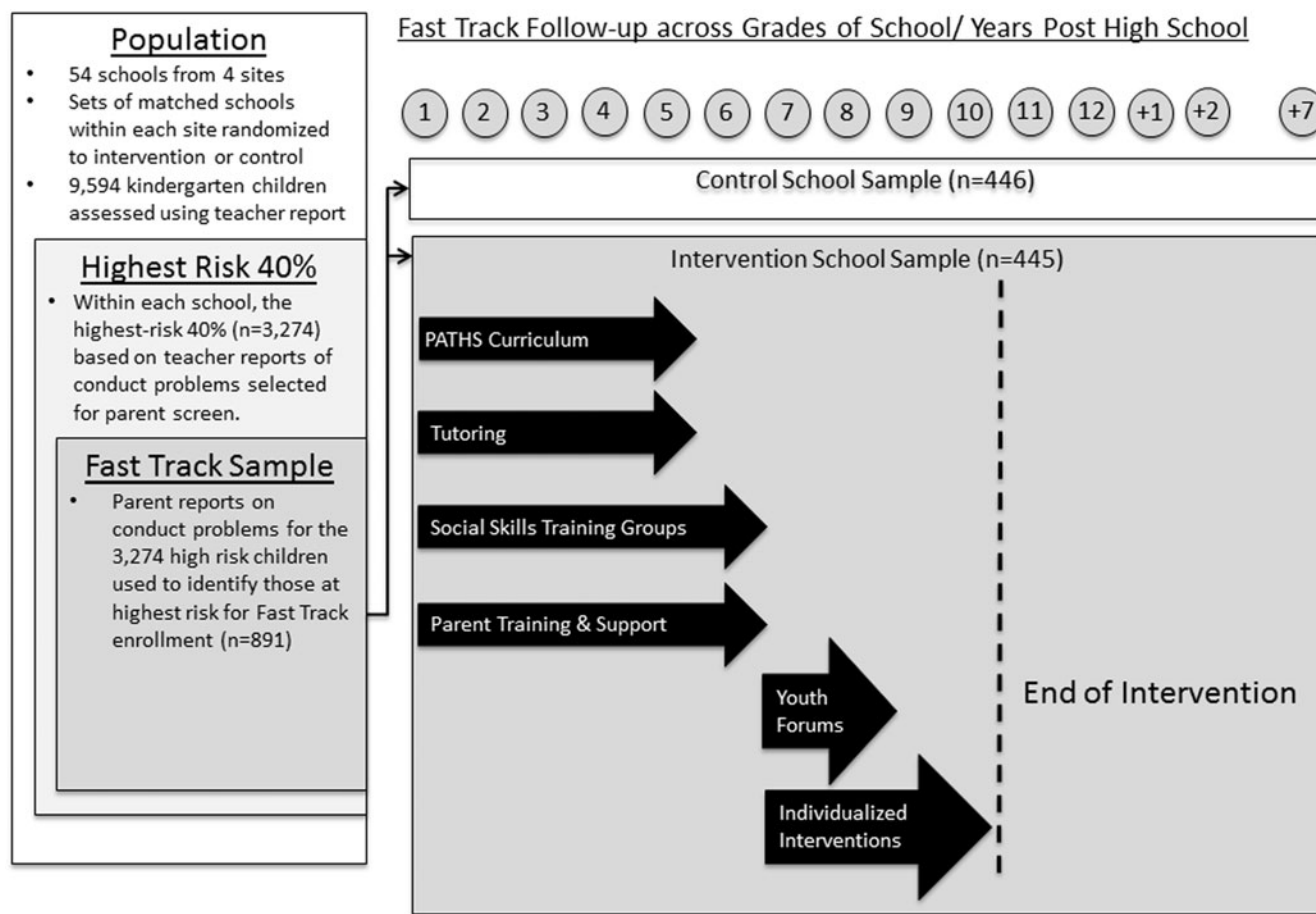 Population
• 54 schools from 4 sites
• Sets of matched schools
within each site randomized
to intervention or control
• 9,594 kindergarten children
assessed using teacher report
Highest Risk 40%
• Within each school, the
highest-risk 40% (n=3,274)
based on teacher reports of
conduct problems selected
for parent screen.
Fast Track Sample
• Parent reports on
conduct problems for the
3,274 high risk children
used to identify those at
highest risk for Fast Track
enrollment (n=891)
Fast Track Follow-up across Grades of School/ Years Post High School
1 2 3 4 5 6 7 8 9 10 11 12 +1 +2 +7
Control School Sample (n=446)
Intervention School Sample (n=445)
PATHS Curriculum
Tutoring
Social Skills Training Groups
Parent Training & Support
Youth
Forums
Individualized
Interventions
End of Intervention